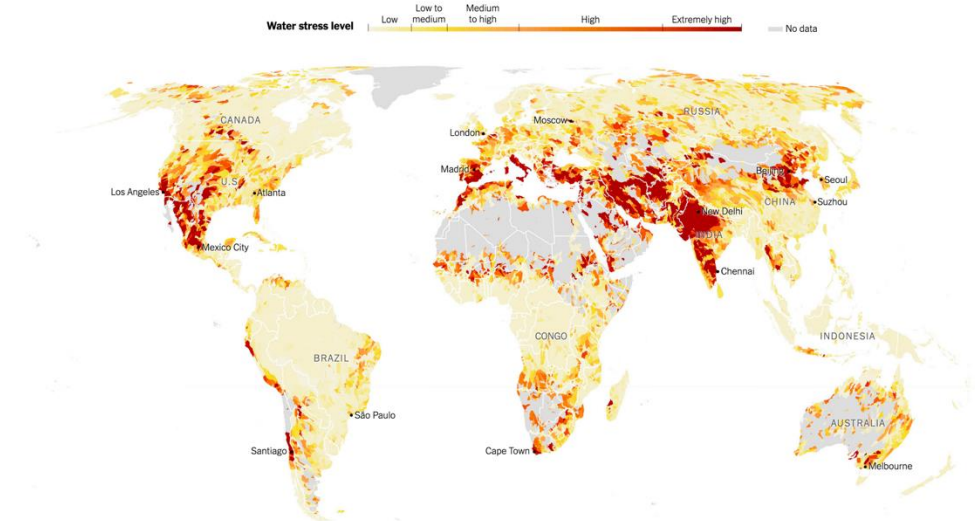 Water stress level
Low
Low to
medium
Medium
to high
High
Extremely high
No data
CANADA
RUSSIA
Moscow
London
Madrid
Beijing
Seoul
Los Angeles
U.S.
Atlanta
CHINA
Suzhou
New Delhi
INDIA
Mexico City
Chennai
CONGO
INDONESIA
BRAZIL
São Paulo
AUSTRALIA
Santiago
Cape Town
Melbourne